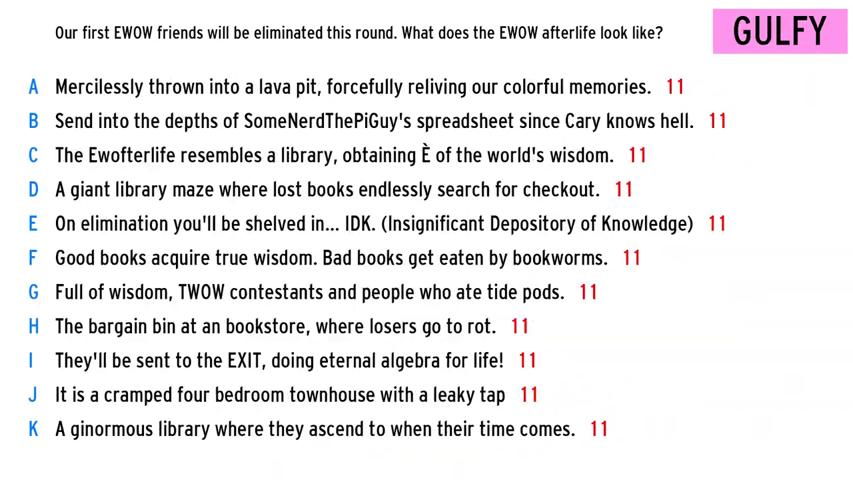 Our first EWOW friends will be eliminated this round. What does the EWOW afterlife look like?
GULFY
A Mercilessly thrown into a lava pit, forcefully reliving our colorful memories. 11
B Send into the depths of SomeNerdThePiGuy's spreadsheet since Cary knows hell. 11
C The Ewofterlife resembles a library, obtaining È of the world's wisdom. 11
D A giant library maze where lost books endlessly search for checkout. 11
E On elimination you'll be shelved in... IDK. (Insignificant Depository of Knowledge) 11
F Good books acquire true wisdom. Bad books get eaten by bookworms. 11
G Full of wisdom, TWOW contestants and people who ate tide pods. 11
H The bargain bin at an bookstore, where losers go to rot. 11
I They'll be sent to the EXIT, doing eternal algebra for life! 11
J It is a cramped four bedroom townhouse with a leaky tap 11
K A ginormous library where they ascend to when their time comes. 11